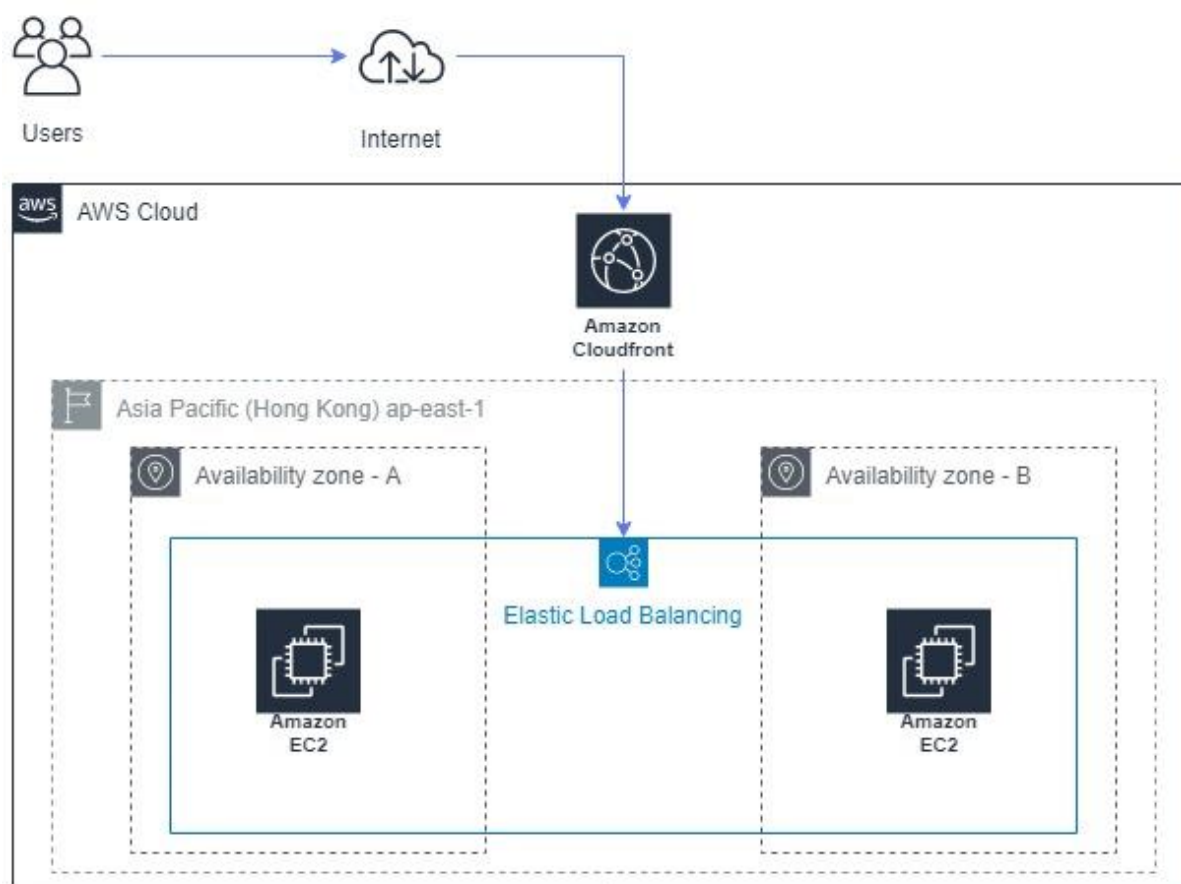 Users
Internet
aws
AWS Cloud
Amazon
Cloudfront
Asia Pacific (Hong Kong) ap-east-1
Availability zone - A
Availability zone - B
Elastic Load Balancing
Amazon
EC2
Amazon
EC2